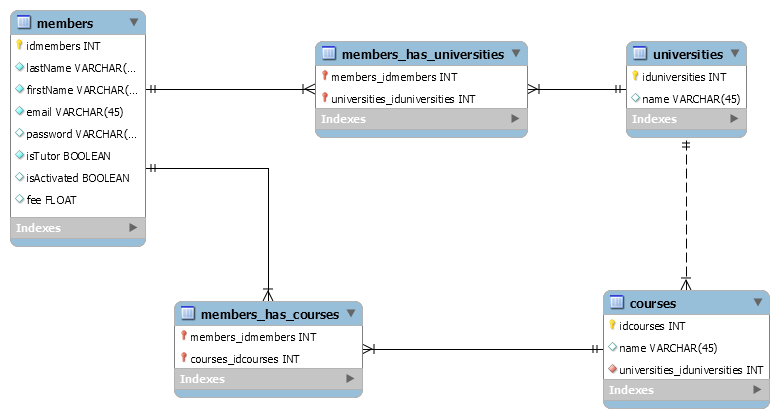 members
idmembers INT
lastName VARCHAR(...
firstName VARCHAR(...
email VARCHAR(45)
password VARCHAR(...
isTutor BOOLEAN
isActivated BOOLEAN
fee FLOAT
Indexes
members_has_universities
members_idmembers INT
universities_iduniversities INT
Indexes
universities
iduniversities INT
name VARCHAR(45)
Indexes
members_has_courses
members_idmembers INT
courses_idcourses INT
Indexes
courses
idcourses INT
name VARCHAR(45)
universities_iduniversities INT
Indexes